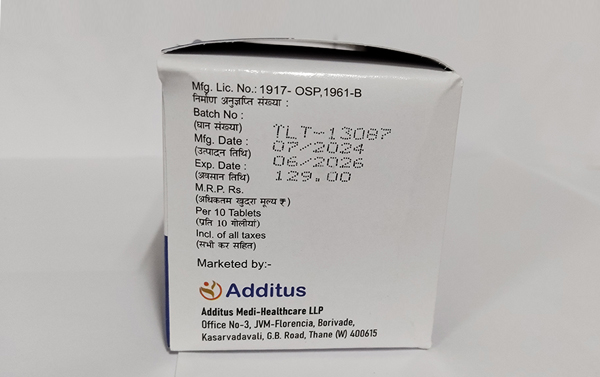 Mfg. Lic. No.: 1917- OSP,1961-B
निर्माण अनुज्ञप्ति संख्या :
Batch No :
(घान संख्या)
TLT-13087
Mfg. Date :
07/2024
(उत्पादन तिथि)
Exp. Date :
06/2026
(अवसान तिथि)
129.00
M.R.P. Rs.
(अधिकतम खुदरा मूल्य ₹)
Per 10 Tablets
(प्रति 10 गोलीयां)
Incl. of all taxes
(सभी कर सहित)
Marketed by:-
Additus
Additus Medi-Healthcare LLP
Office No-3, JVM-Florencia, Borivade,
Kasarvadavali, G.B. Road, Thane (W) 400615